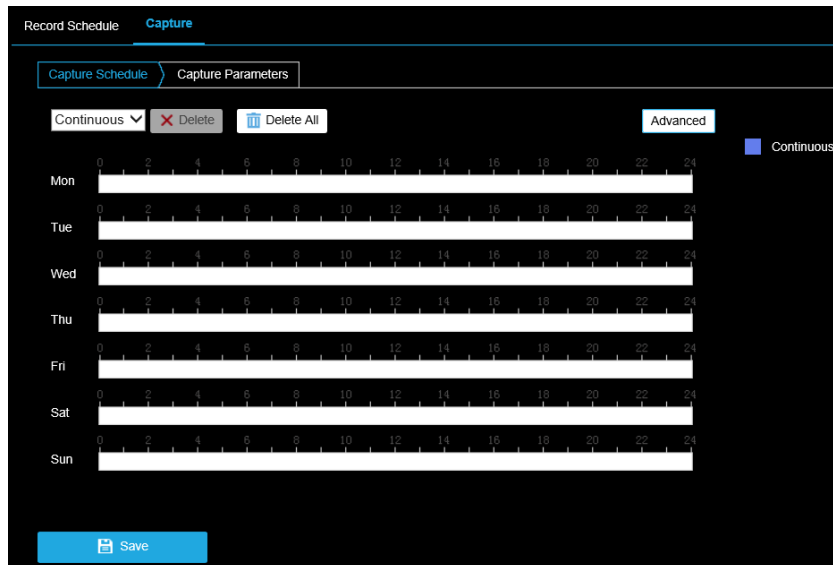 Record Schedule Capture
Capture Schedule Capture Parameters
Continuous Delete Delete All Advanced
Continuous
0 2 4 6 8 10 12 14 16 18 20 22 24
Mon
0 2 4 6 8 10 12 14 16 18 20 22 24
Tue
0 2 4 6 8 10 12 14 16 18 20 22 24
Wed
0 2 4 6 8 10 12 14 16 18 20 22 24
Thu
0 2 4 6 8 10 12 14 16 18 20 22 24
Fri
0 2 4 6 8 10 12 14 16 18 20 22 24
Sat
0 2 4 6 8 10 12 14 16 18 20 22 24
Sun
Save